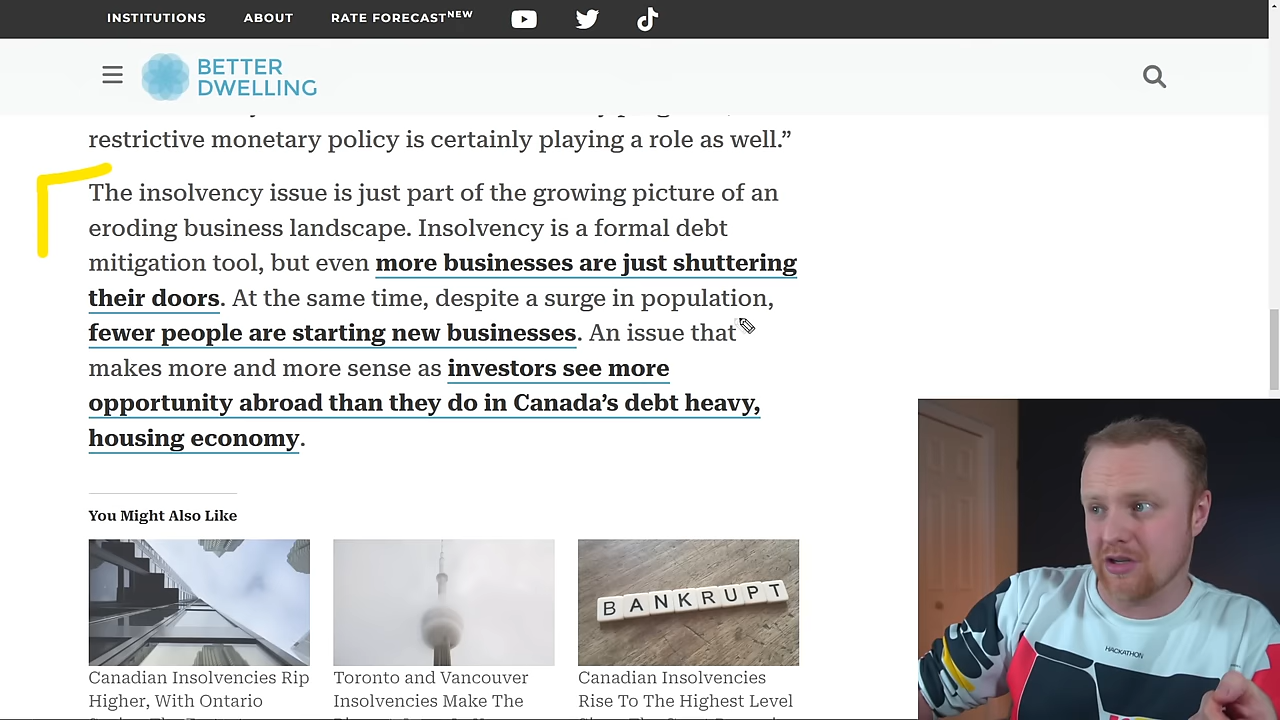 INSTITUTIONS ABOUT RATE FORECAST NEW
BETTER
DWELLING
restrictive monetary policy is certainly playing a role as well.”
The insolvency issue is just part of the growing picture of an
eroding business landscape. Insolvency is a formal debt
mitigation tool, but even more businesses are just shuttering
their doors. At the same time, despite a surge in population,
fewer people are starting new businesses. An issue that
makes more and more sense as investors see more
opportunity abroad than they do in Canada’s debt heavy,
housing economy.
You Might Also Like
BANKRUPT
Canadian Insolvencies Rip
Higher, With Ontario
Toronto and Vancouver
Insolvencies Make The
Canadian Insolvencies
Rise To The Highest Level
HACKATHON